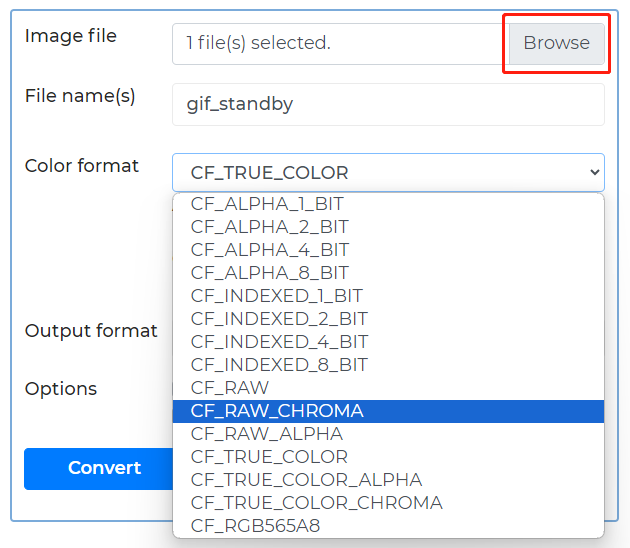 Image file
1 file(s) selected.
Browse
File name(s)
gif_standby
Color format
CF_TRUE_COLOR
CF_ALPHA_1_BIT
CF_ALPHA_2_BIT
CF_ALPHA_4_BIT
CF_ALPHA_8_BIT
CF_INDEXED_1_BIT
CF_INDEXED_2_BIT
CF_INDEXED_4_BIT
CF_INDEXED_8_BIT
CF_RAW
CF_RAW_CHROMA
CF_RAW_ALPHA
CF_TRUE_COLOR
CF_TRUE_COLOR_ALPHA
CF_TRUE_COLOR_CHROMA
CF_RGB565A8
Output format
Options
Convert